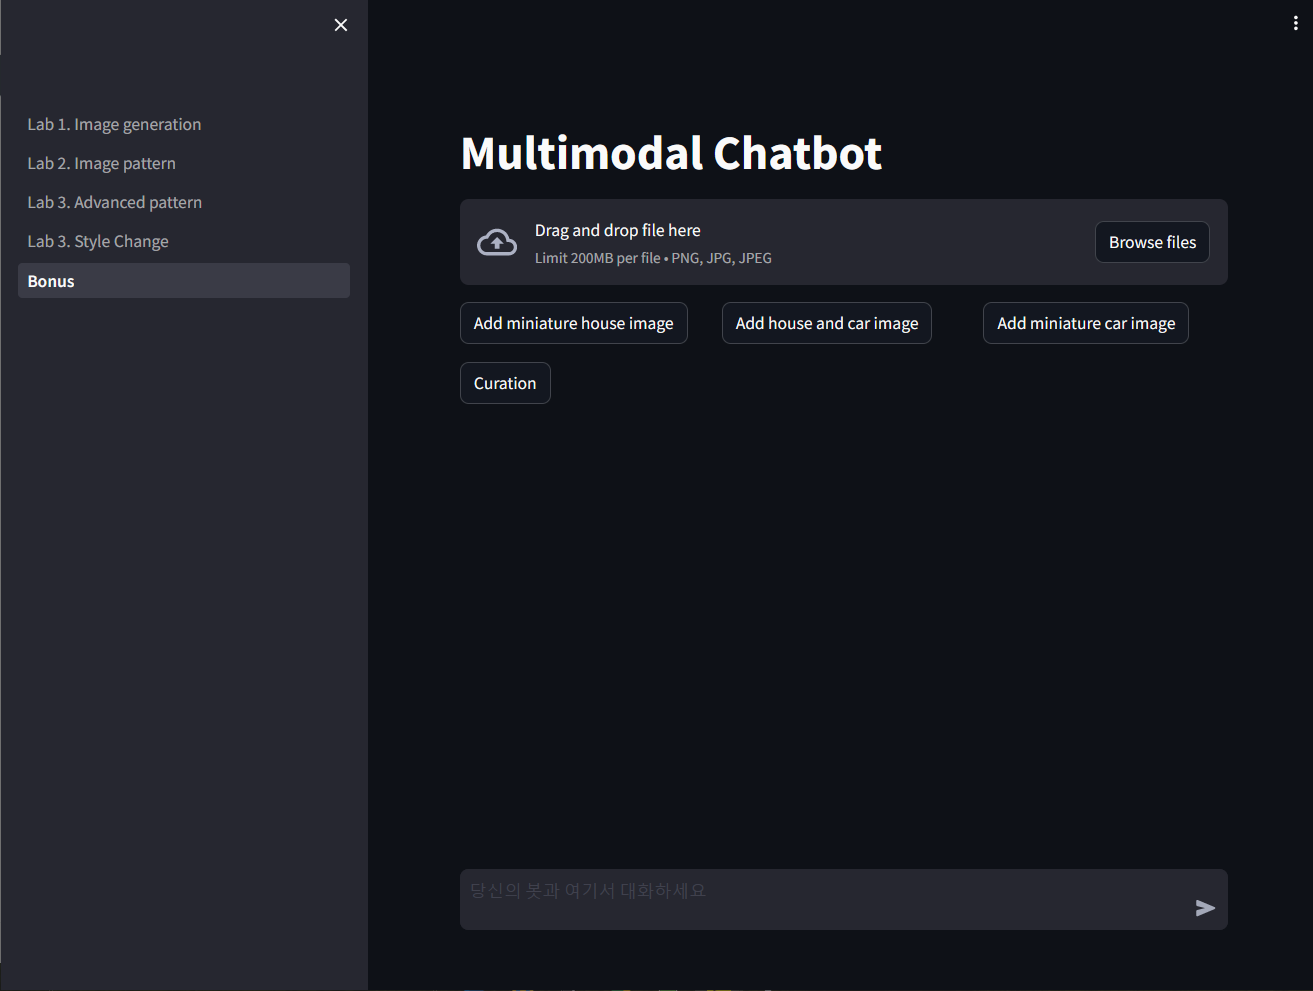 Lab 1. Image generation
Lab 2. Image pattern
Lab 3. Advanced pattern
Lab 3. Style Change
Bonus
Multimodal Chatbot
Drag and drop file here
Limit 200MB per file • PNG, JPG, JPEG
Browse files
Add miniature house image
Add house and car image
Add miniature car image
Curation
당신의 봇과 여기서 대화하세요